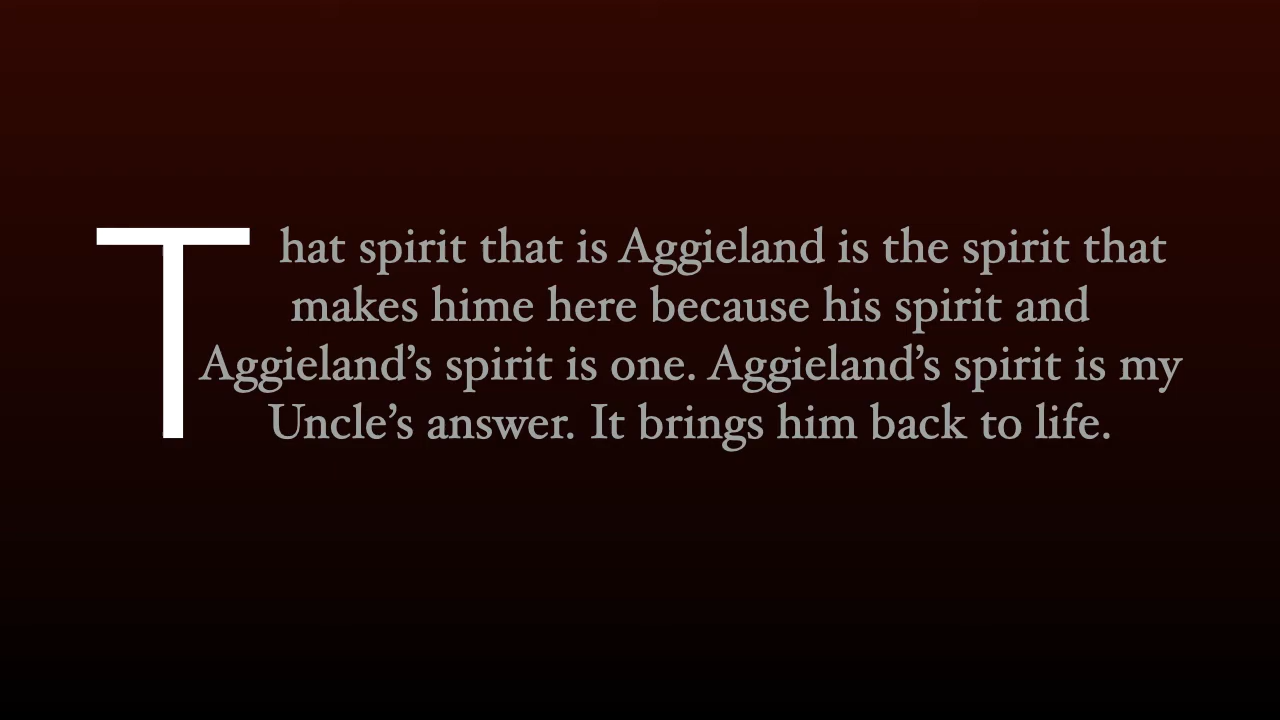 That spirit that is Aggieland is the spirit that
makes hime here because his spirit and
Aggieland’s spirit is one. Aggieland’s spirit is my
Uncle’s answer. It brings him back to life.